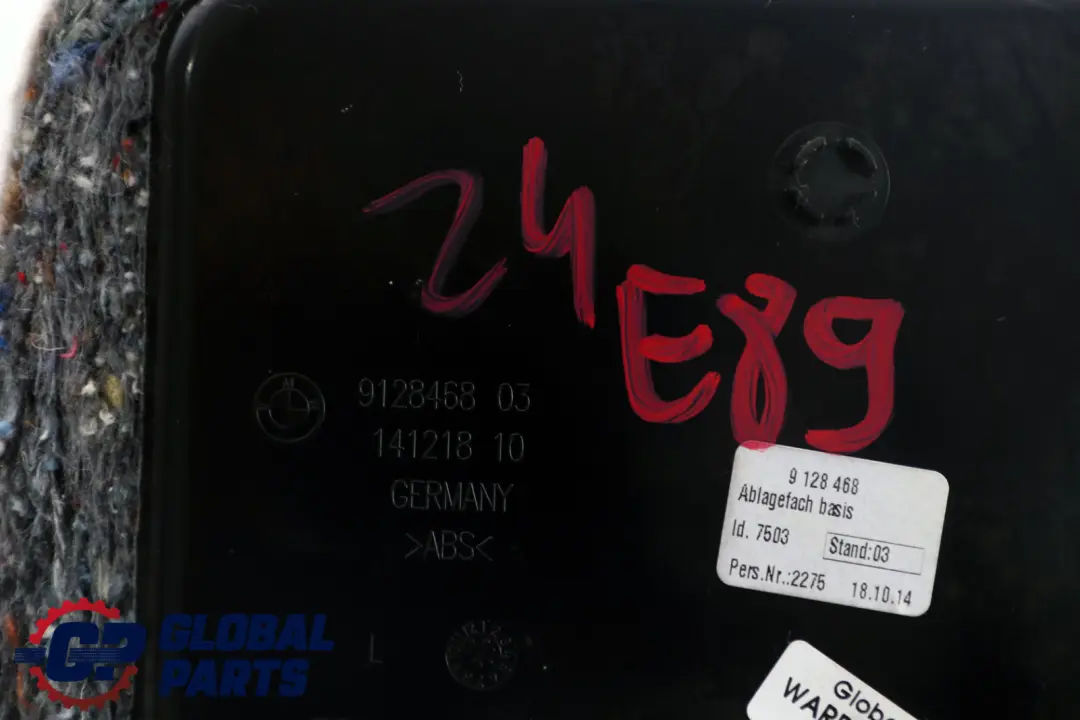 24
E89
9128468 03
141218 10
GERMANY
>ABS<
L
9 128 468
Ablagefach basis
Id. 7503
Stand:03
Pers.Nr.:2275
18.10.14
GP GLOBAL
PARTS